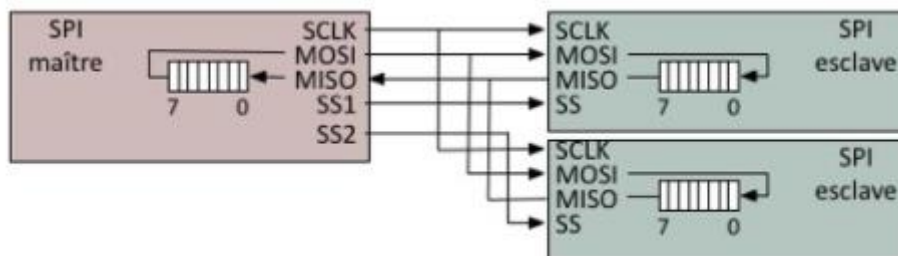 SPI
maître
SCLK
MOSI
MISO
SS1
SS2
7 0
SCLK
MOSI
MISO
SS
7 0
SPI
esclave
SCLK
MOSI
MISO
SS
7 0
SPI
esclave